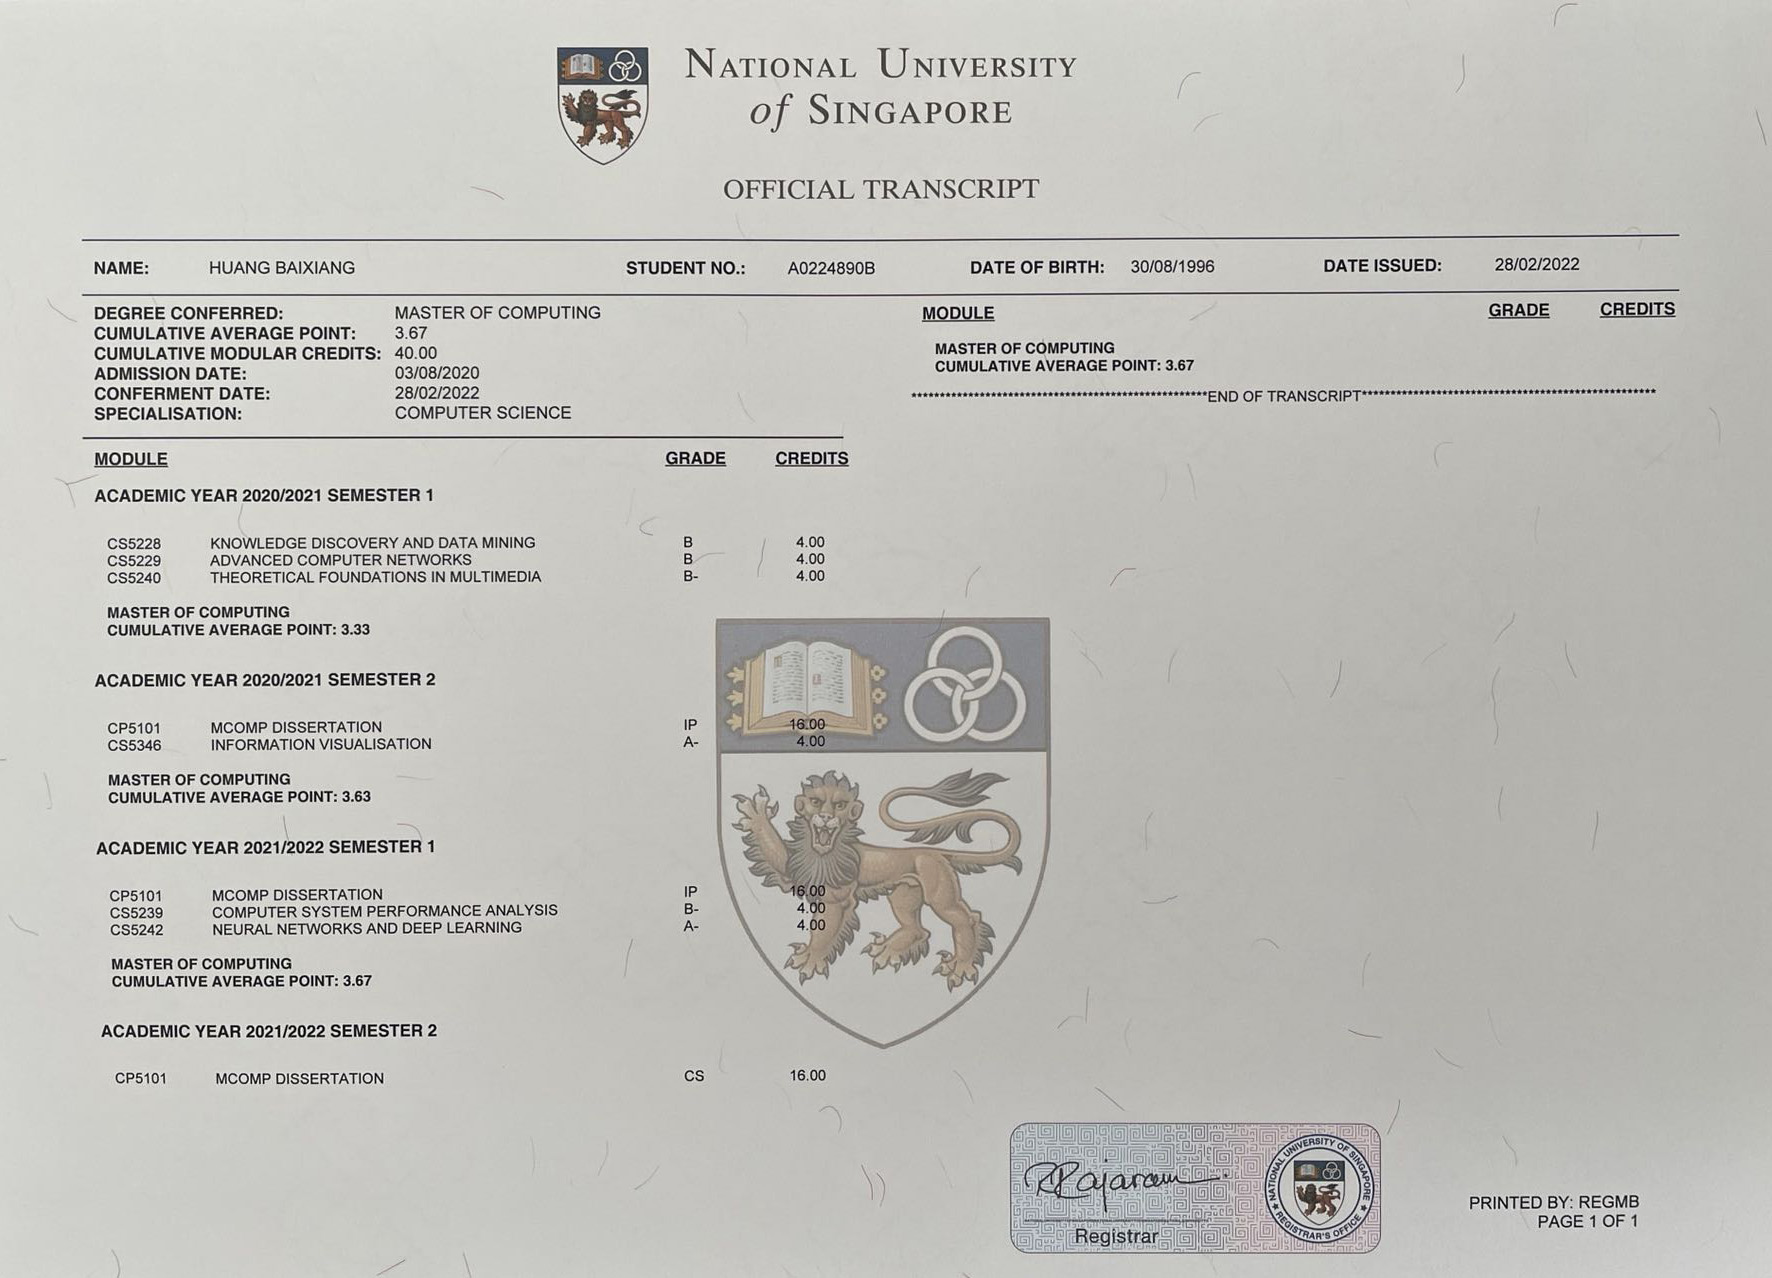 NATIONAL UNIVERSITY
of SINGAPORE
OFFICIAL TRANSCRIPT
NAME: HUANG BAIXIANG STUDENT NO.: A0224890B DATE OF BIRTH: 30/08/1996 DATE ISSUED: 28/02/2022
DEGREE CONFERRED: MASTER OF COMPUTING
CUMULATIVE AVERAGE POINT: 3.67
CUMULATIVE MODULAR CREDITS: 40.00
ADMISSION DATE: 03/08/2020
CONFERMENT DATE: 28/02/2022
SPECIALISATION: COMPUTER SCIENCE
MODULE GRADE CREDITS
ACADEMIC YEAR 2020/2021 SEMESTER 1
CS5228 KNOWLEDGE DISCOVERY AND DATA MINING B 4.00
CS5229 ADVANCED COMPUTER NETWORKS B 4.00
CS5240 THEORETICAL FOUNDATIONS IN MULTIMEDIA B- 4.00
MASTER OF COMPUTING
CUMULATIVE AVERAGE POINT: 3.33
ACADEMIC YEAR 2020/2021 SEMESTER 2
CP5101 MCOMP DISSERTATION IP 16.00
CS5346 INFORMATION VISUALISATION A- 4.00
MASTER OF COMPUTING
CUMULATIVE AVERAGE POINT: 3.63
ACADEMIC YEAR 2021/2022 SEMESTER 1
CP5101 MCOMP DISSERTATION IP 16.00
CS5239 COMPUTER SYSTEM PERFORMANCE ANALYSIS B- 4.00
CS5242 NEURAL NETWORKS AND DEEP LEARNING A- 4.00
MASTER OF COMPUTING
CUMULATIVE AVERAGE POINT: 3.67
ACADEMIC YEAR 2021/2022 SEMESTER 2
CP5101 MCOMP DISSERTATION CS 16.00
MODULE GRADE CREDITS
MASTER OF COMPUTING
CUMULATIVE AVERAGE POINT: 3.67
****************************************************END OF TRANSCRIPT****************************************************
RRajaram
Registrar
NATIONAL UNIVERSITY OF SINGAPORE
REGISTRAR'S OFFICE
PRINTED BY: REGMB
PAGE 1 OF 1